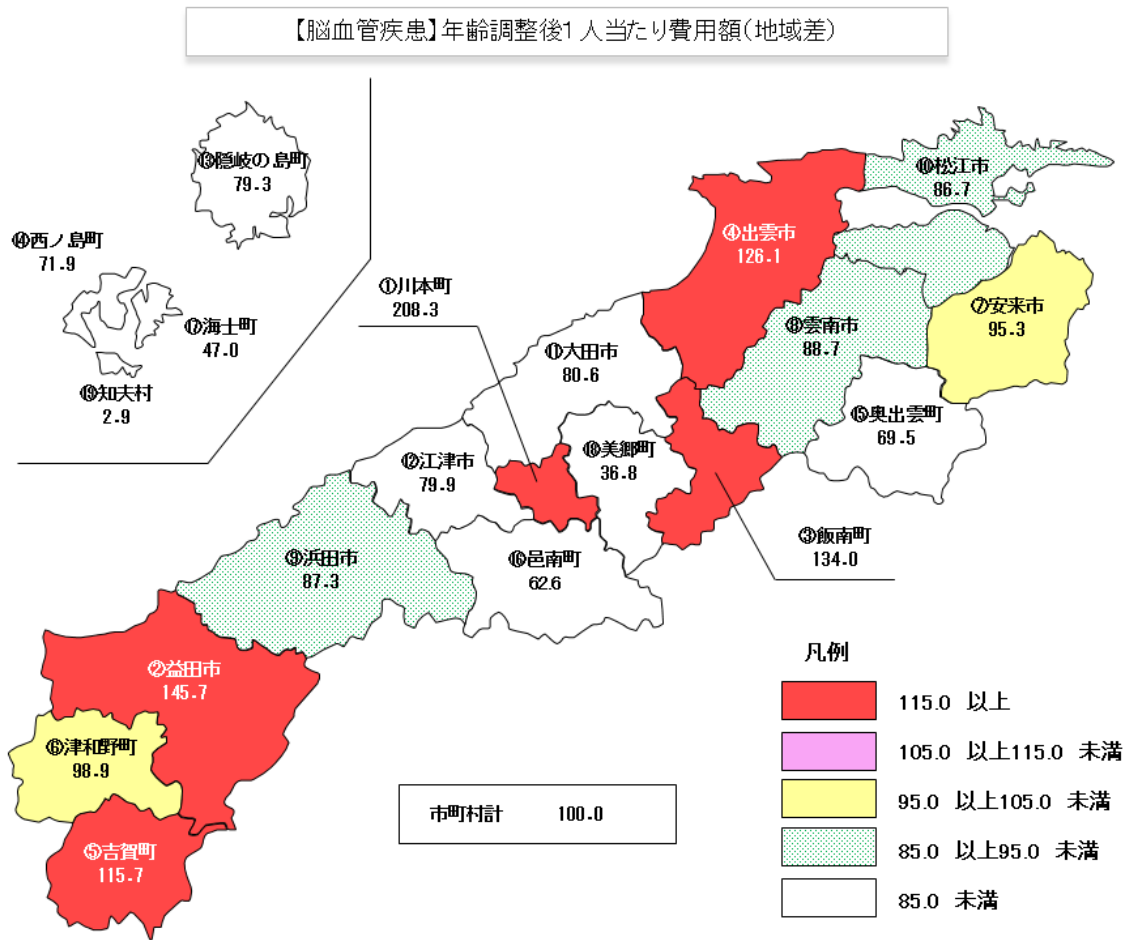 【脳血管疾患】年齢調整後1 人当たり費用額(地域差)
⑬隠岐の島町
79.3
⑭西ノ島町
71.9
⑰海士町
47.0
⑲知夫村
2.9
①川本町
208.3
⑩松江市
86.7
④出雲市
126.1
⑦安来市
95.3
⑧雲南市
88.7
⑪大田市
80.6
⑮奥出雲町
69.5
⑱美郷町
36.8
⑫江津市
79.9
③飯南町
134.0
⑯邑南町
62.6
⑨浜田市
87.3
②益田市
145.7
⑥津和野町
98.9
⑤吉賀町
115.7
市町村計 100.0
凡例
115.0 以上
105.0 以上115.0 未満
95.0 以上105.0 未満
85.0 以上95.0 未満
85.0 未満